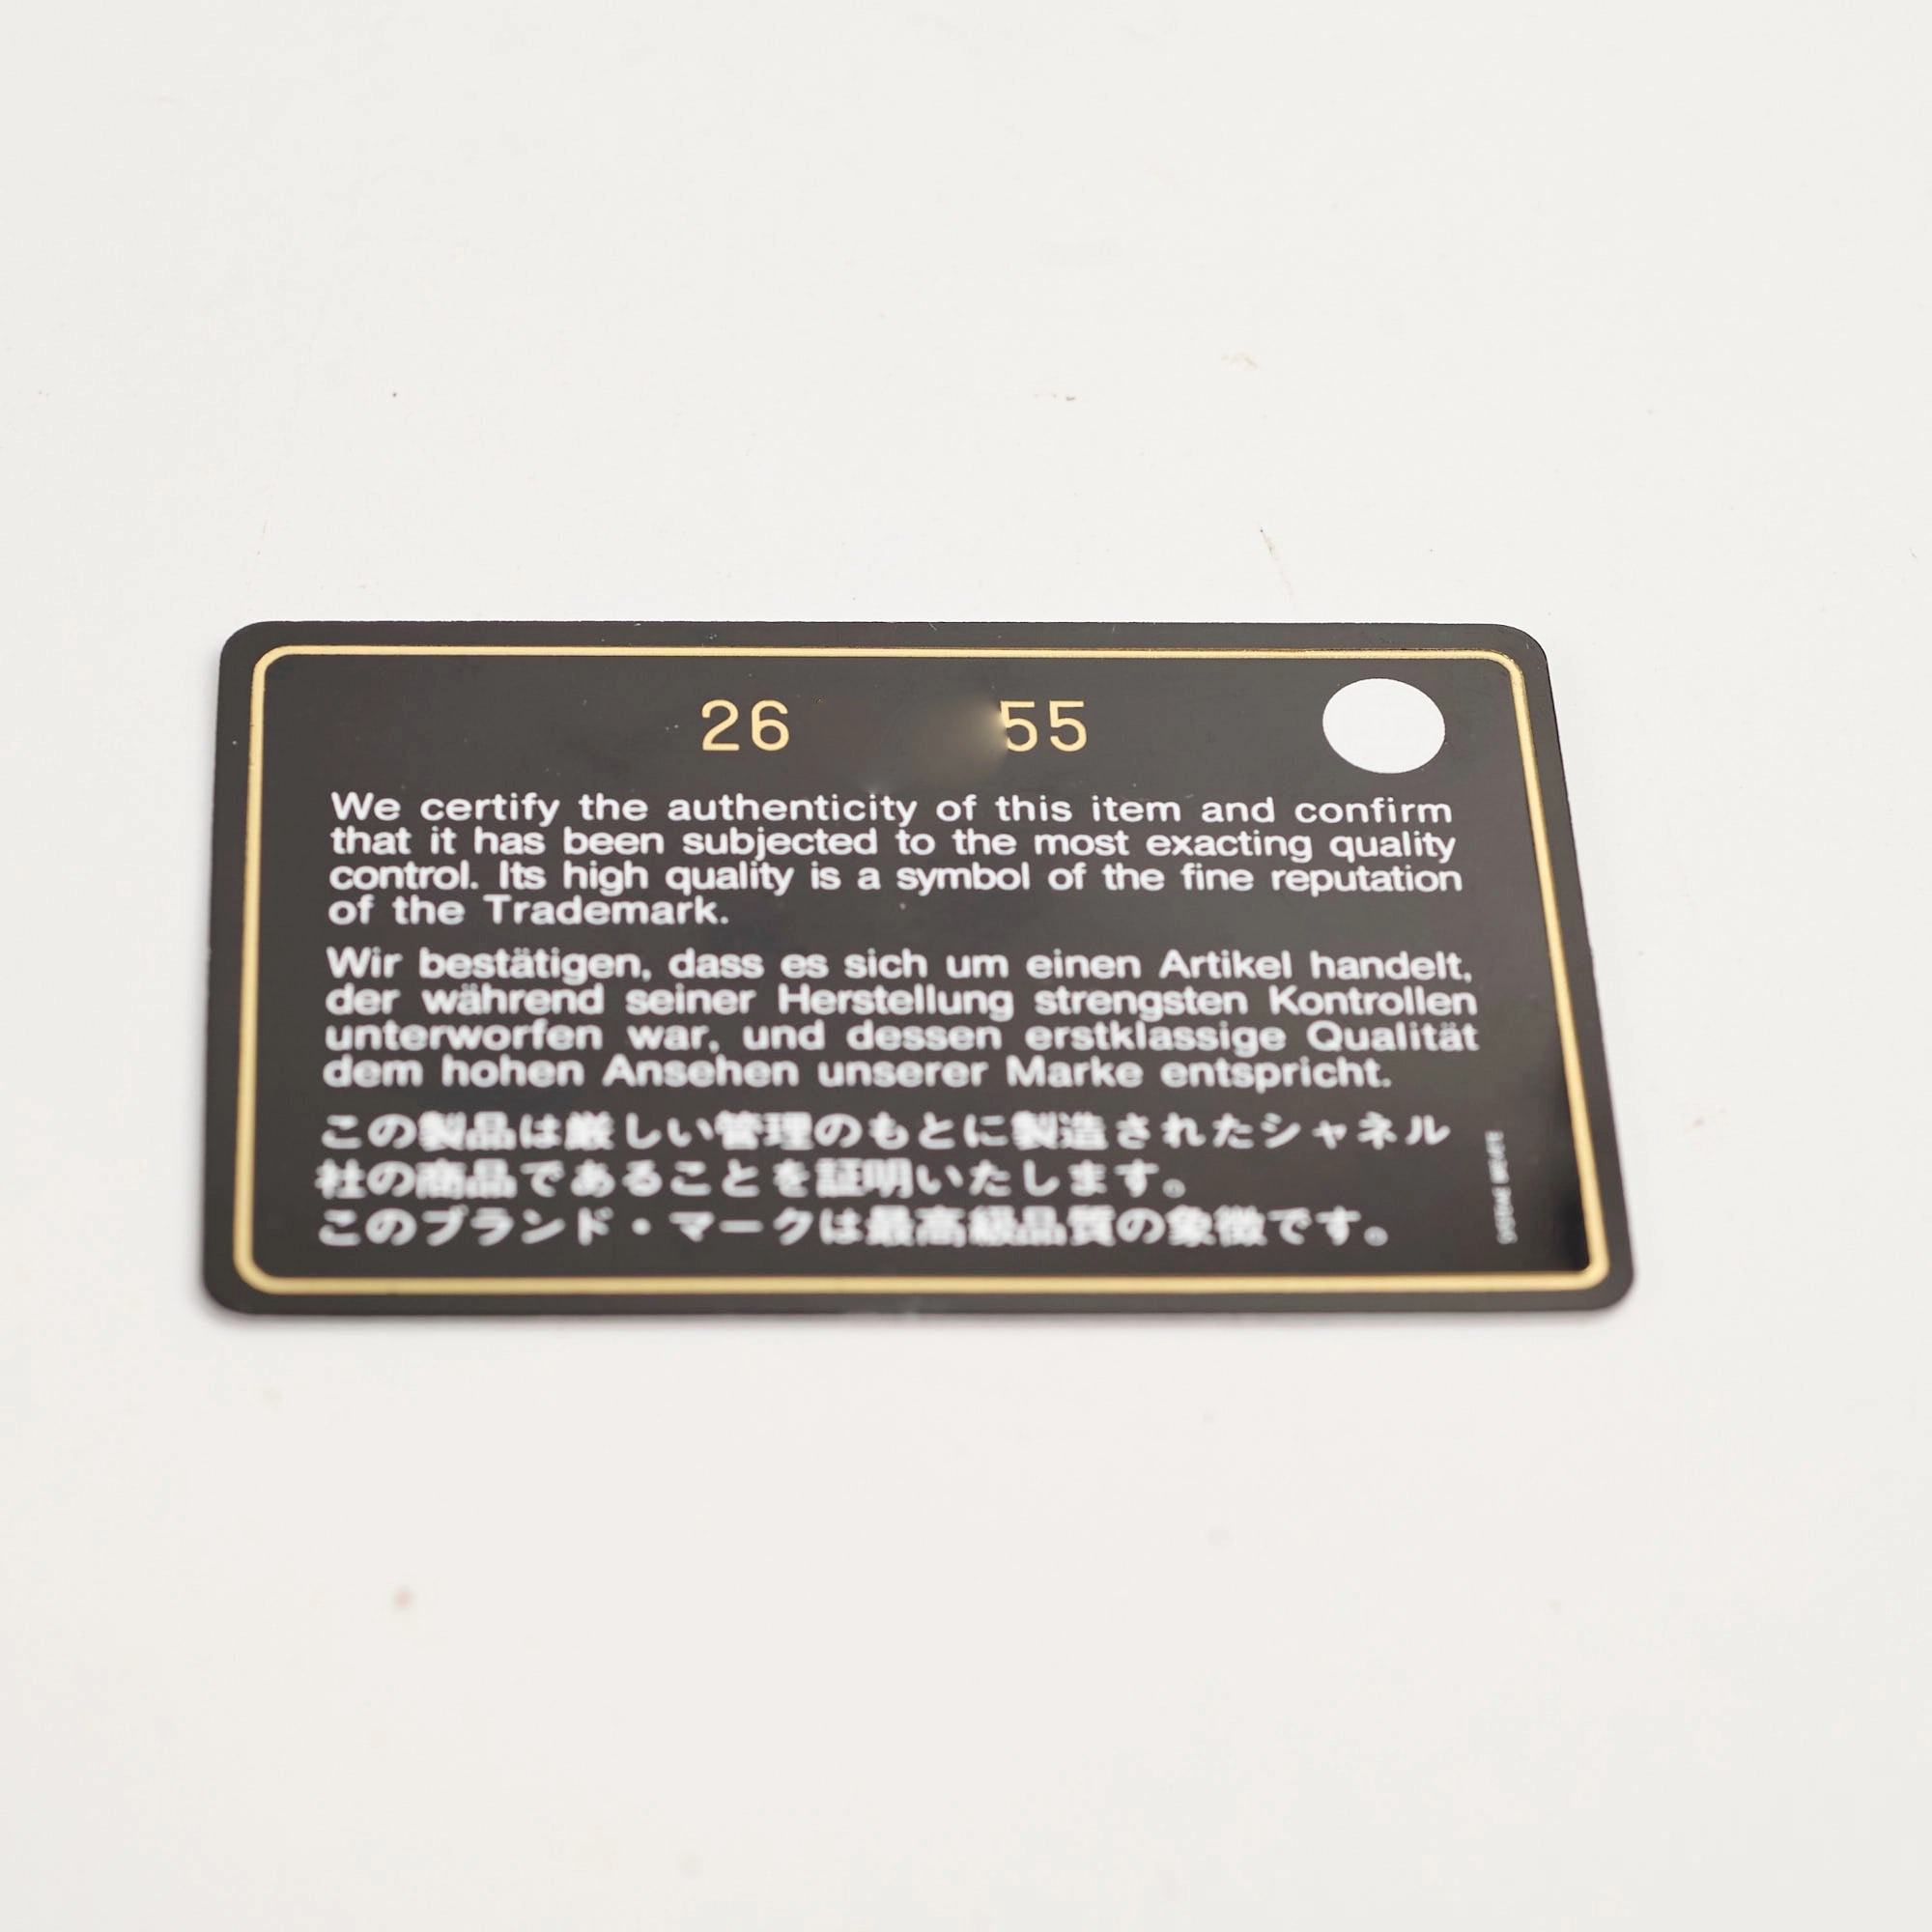 26 55
We certify the authenticity of this item and confirm
that it has been subjected to the most exacting quality
control. Its high quality is a symbol of the fine reputation
of the Trademark.
Wir bestätigen, dass es sich um einen Artikel handelt,
der während seiner Herstellung strengsten Kontrollen
unterworfen war, und dessen erstklassige Qualität
dem hohen Ansehen unserer Marke entspricht.
この製品は厳しい管理のもとに製造されたシャネル
社の商品であることを証明いたします。
このブランド・マークは最高級品質の象徴です。